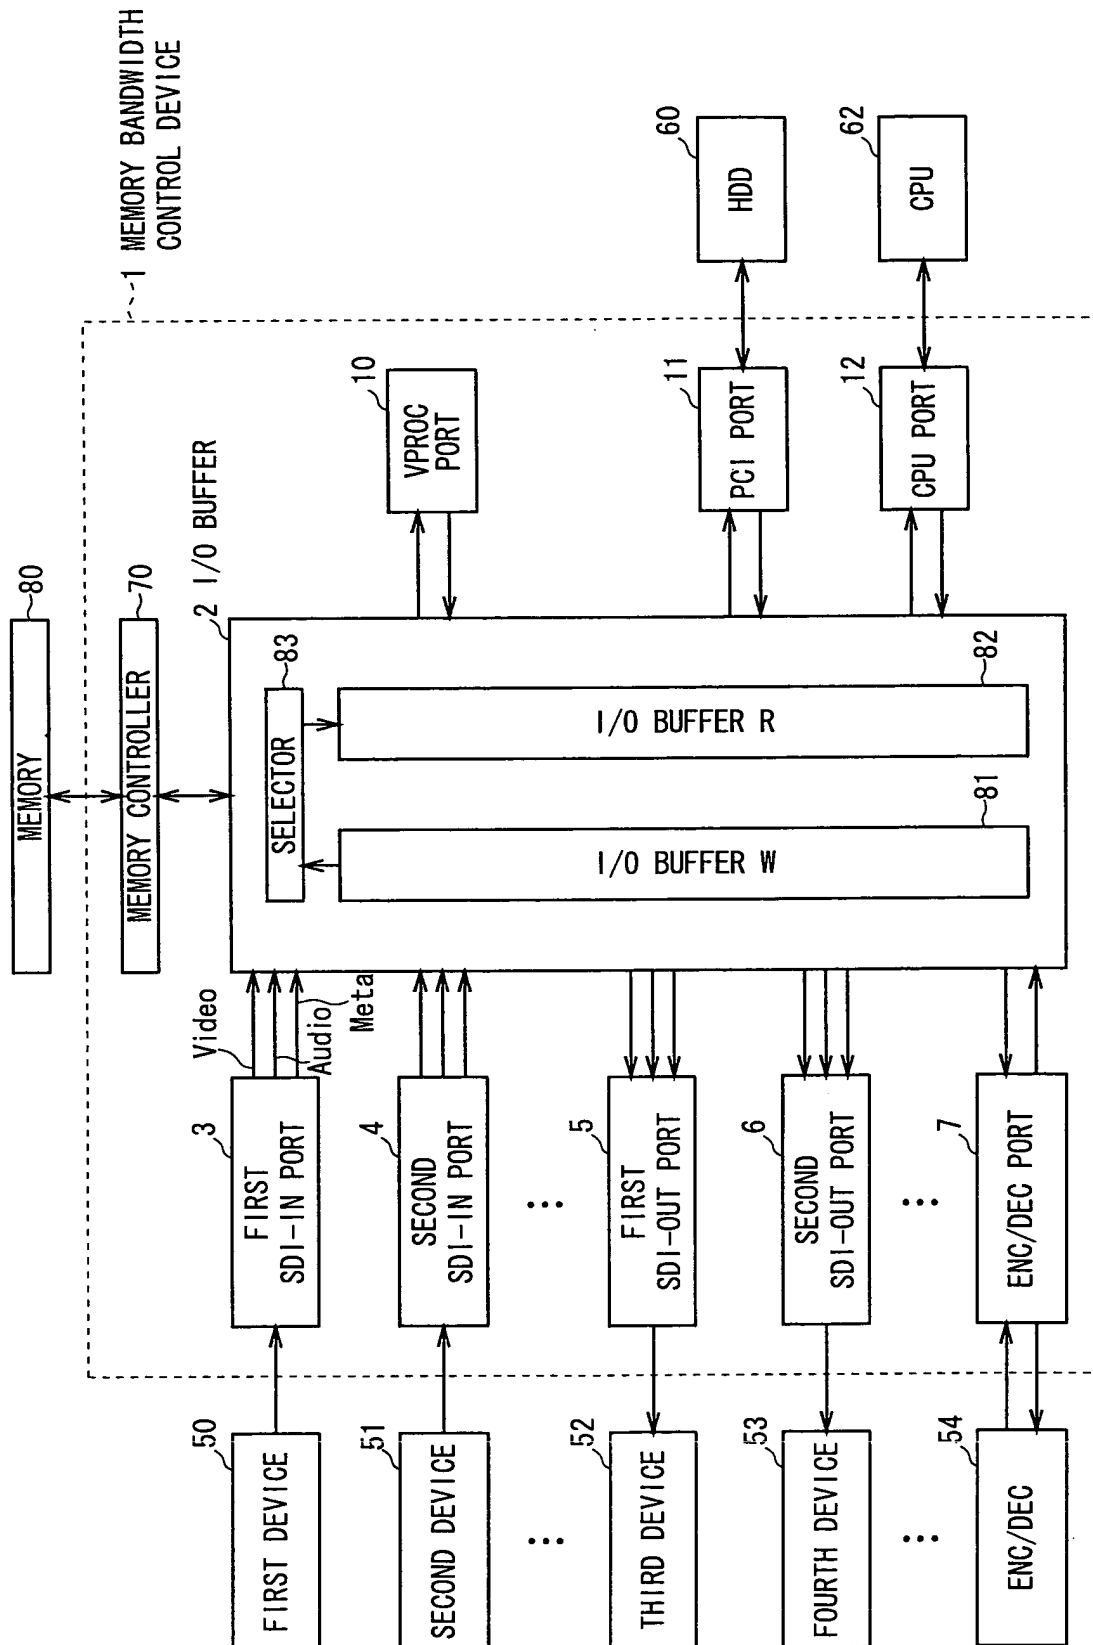 1 MEMORY BANDWIDTH
CONTROL DEVICE
80
MEMORY
70
MEMORY CONTROLLER
2 I/O BUFFER
83
SELECTOR
82
I/O BUFFER R
81
I/O BUFFER W
10
VPROC
PORT
11
PCI PORT
60
HDD
12
CPU PORT
62
CPU
Video
Audio
Meta
3
FIRST
SDI-IN PORT
4
SECOND
SDI-IN PORT
...
5
FIRST
SDI-OUT PORT
6
SECOND
SDI-OUT PORT
...
7
ENC/DEC PORT
50
FIRST DEVICE
51
SECOND DEVICE
...
52
THIRD DEVICE
53
FOURTH DEVICE
...
54
ENC/DEC